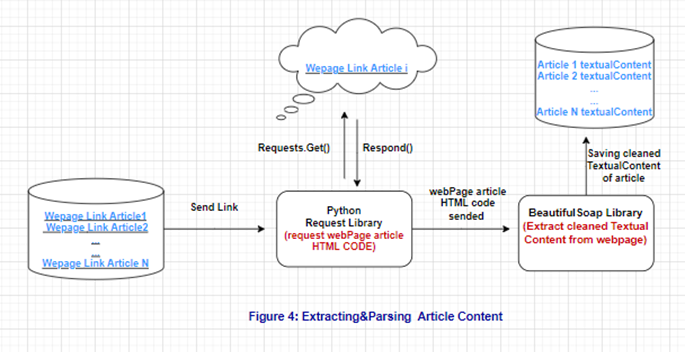 Wepage Link Article i
Article 1 textualContent
Article 2 textualContent
...
...
Article N textualContent
Requests.Get()
Respond()
Saving cleaned
TextualContent
of article
Wepage Link Article1
Wepage Link Article2
....
...
Wepage Link Article N
Send Link
Python
Request Library
(request webPage article
HTML CODE)
webPage article
HTML code
sended
BeautifulSoap Library
(Extract cleaned Textual
Content from webpage)
Figure 4: Extracting&Parsing Article Content